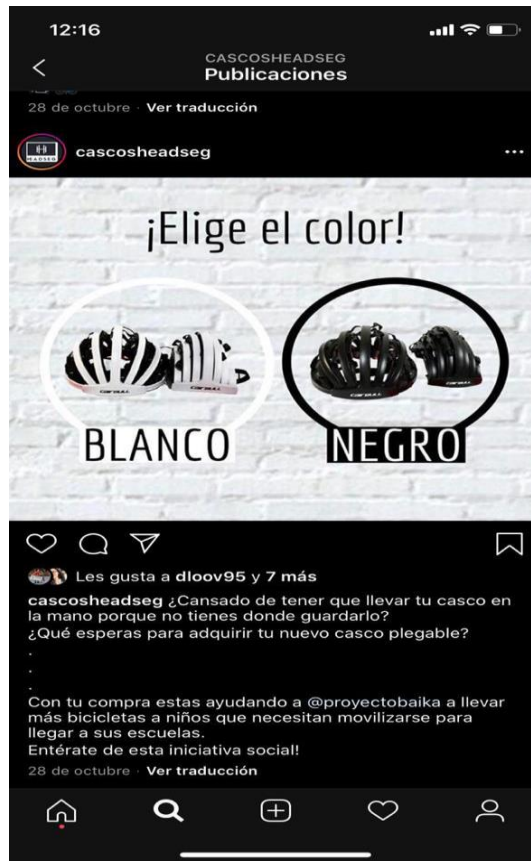 12:16
CASCOSHEADSEG
Publicaciones
28 de octubre · Ver traducción
HEADSEG
cascosheadseg
¡Elige el color!
CAIRBULL
CAIRBULL
BLANCO
NEGRO
Les gusta a dloov95 y 7 más
cascosheadseg ¿Cansado de tener que llevar tu casco en
la mano porque no tienes donde guardarlo?
¿Qué esperas para adquirir tu nuevo casco plegable?
.
.
.
Con tu compra estas ayudando a @proyectobaika a llevar
más bicicletas a niños que necesitan movilizarse para
llegar a sus escuelas.
Entérate de esta iniciativa social!
28 de octubre · Ver traducción